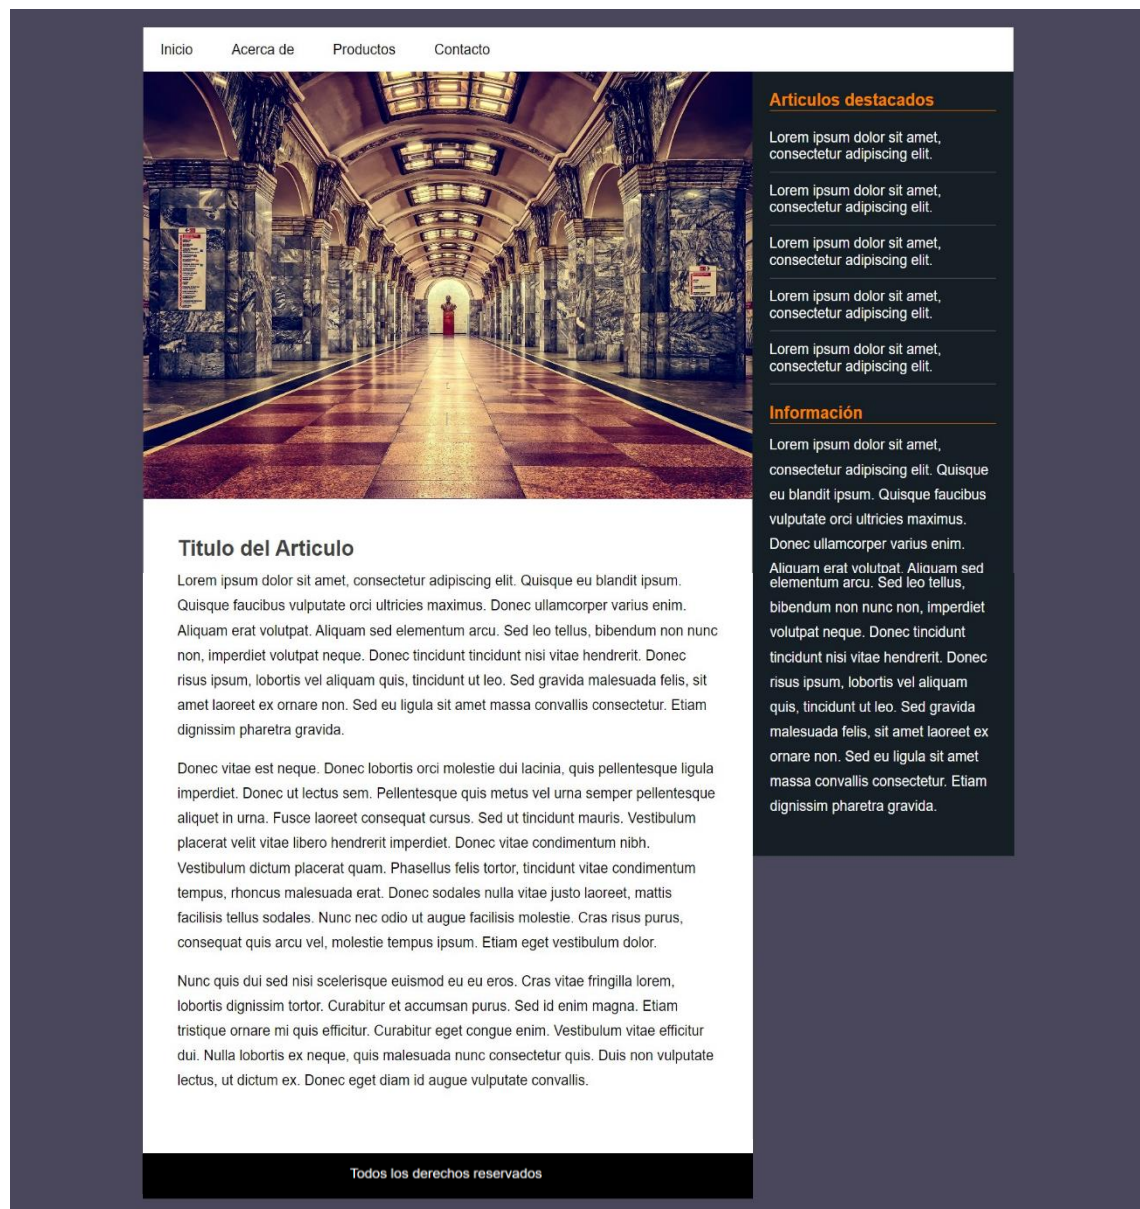 Inicio Acerca de Productos Contacto
Articulos destacados
Lorem ipsum dolor sit amet,
consectetur adipiscing elit.
Lorem ipsum dolor sit amet,
consectetur adipiscing elit.
Lorem ipsum dolor sit amet,
consectetur adipiscing elit.
Lorem ipsum dolor sit amet,
consectetur adipiscing elit.
Lorem ipsum dolor sit amet,
consectetur adipiscing elit.
Información
Lorem ipsum dolor sit amet,
consectetur adipiscing elit. Quisque
eu blandit ipsum. Quisque faucibus
vulputate orci ultricies maximus.
Donec ullamcorper varius enim.
Aliquam erat volutpat. Aliquam sed
elementum arcu. Sed leo tellus,
bibendum non nunc non, imperdiet
volutpat neque. Donec tincidunt
tincidunt nisi vitae hendrerit. Donec
risus ipsum, lobortis vel aliquam
quis, tincidunt ut leo. Sed gravida
malesuada felis, sit amet laoreet ex
ornare non. Sed eu ligula sit amet
massa convallis consectetur. Etiam
dignissim pharetra gravida.
Titulo del Articulo
Lorem ipsum dolor sit amet, consectetur adipiscing elit. Quisque eu blandit ipsum.
Quisque faucibus vulputate orci ultricies maximus. Donec ullamcorper varius enim.
Aliquam erat volutpat. Aliquam sed elementum arcu. Sed leo tellus, bibendum non nunc
non, imperdiet volutpat neque. Donec tincidunt tincidunt nisi vitae hendrerit. Donec
risus ipsum, lobortis vel aliquam quis, tincidunt ut leo. Sed gravida malesuada felis, sit
amet laoreet ex ornare non. Sed eu ligula sit amet massa convallis consectetur. Etiam
dignissim pharetra gravida.
Donec vitae est neque. Donec lobortis orci molestie dui lacinia, quis pellentesque ligula
imperdiet. Donec ut lectus sem. Pellentesque quis metus vel urna semper pellentesque
aliquet in urna. Fusce laoreet consequat cursus. Sed ut tincidunt mauris. Vestibulum
placerat velit vitae libero hendrerit imperdiet. Donec vitae condimentum nibh.
Vestibulum dictum placerat quam. Phasellus felis tortor, tincidunt vitae condimentum
tempus, rhoncus malesuada erat. Donec sodales nulla vitae justo laoreet, mattis
facilisis tellus sodales. Nunc nec odio ut augue facilisis molestie. Cras risus purus,
consequat quis arcu vel, molestie tempus ipsum. Etiam eget vestibulum dolor.
Nunc quis dui sed nisi scelerisque euismod eu eu eros. Cras vitae fringilla lorem,
lobortis dignissim tortor. Curabitur et accumsan purus. Sed id enim magna. Etiam
tristique ornare mi quis efficitur. Curabitur eget congue enim. Vestibulum vitae efficitur
dui. Nulla lobortis ex neque, quis malesuada nunc consectetur quis. Duis non vulputate
lectus, ut dictum ex. Donec eget diam id augue vulputate convallis.
Todos los derechos reservados